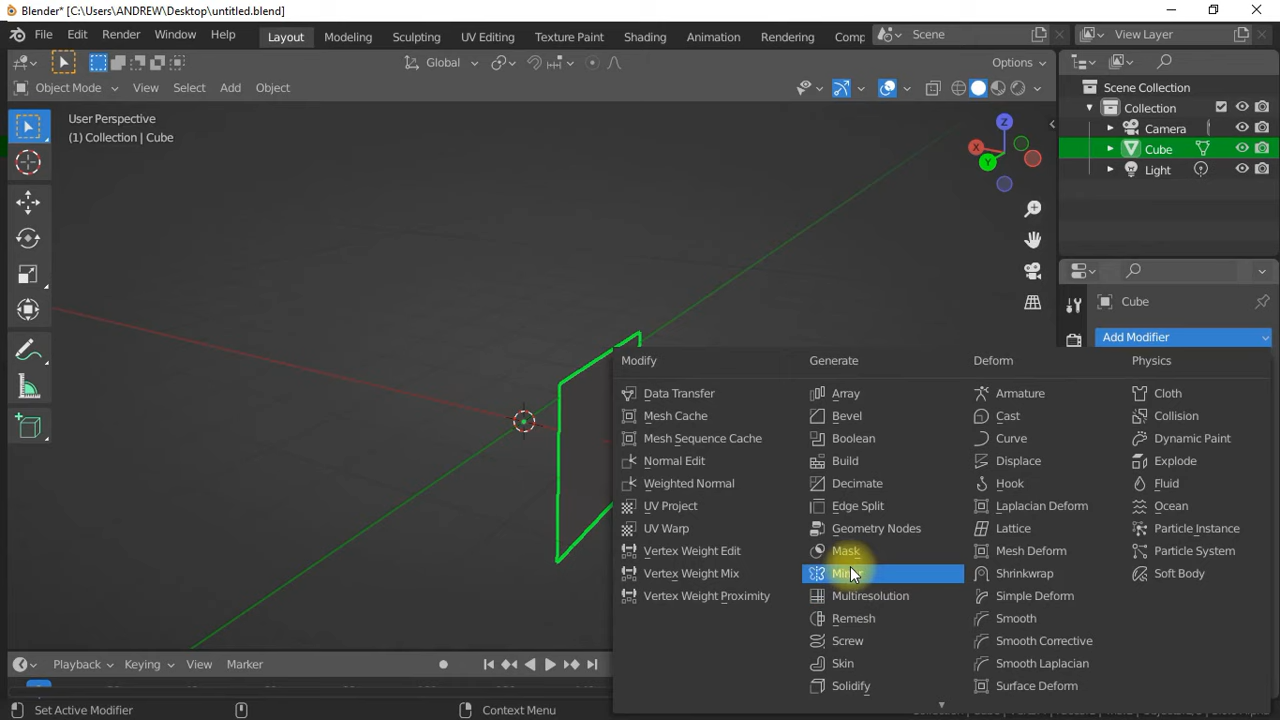 Blender* [C:\Users\ANDREW\Desktop\untitled.blend]
File Edit Render Window Help Layout Modeling Sculpting UV Editing Texture Paint Shading Animation Rendering Comp Scene View Layer
Global Options
Object Mode View Select Add Object
Scene Collection
Collection
Camera
Cube
Light
User Perspective
(1) Collection | Cube
Z
X
Y
Cube
Add Modifier
Modify Generate Deform Physics
Data Transfer Array Armature Cloth
Mesh Cache Bevel Cast Collision
Mesh Sequence Cache Boolean Curve Dynamic Paint
Normal Edit Build Displace Explode
Weighted Normal Decimate Hook Fluid
UV Project Edge Split Laplacian Deform Ocean
UV Warp Geometry Nodes Lattice Particle Instance
Vertex Weight Edit Mask Mesh Deform Particle System
Vertex Weight Mix Shrinkwrap Soft Body
Vertex Weight Proximity Multiresolution Simple Deform
Remesh Smooth
Screw Smooth Corrective
Skin Smooth Laplacian
Solidify Surface Deform
Playback Keying View Marker
Set Active Modifier Context Menu